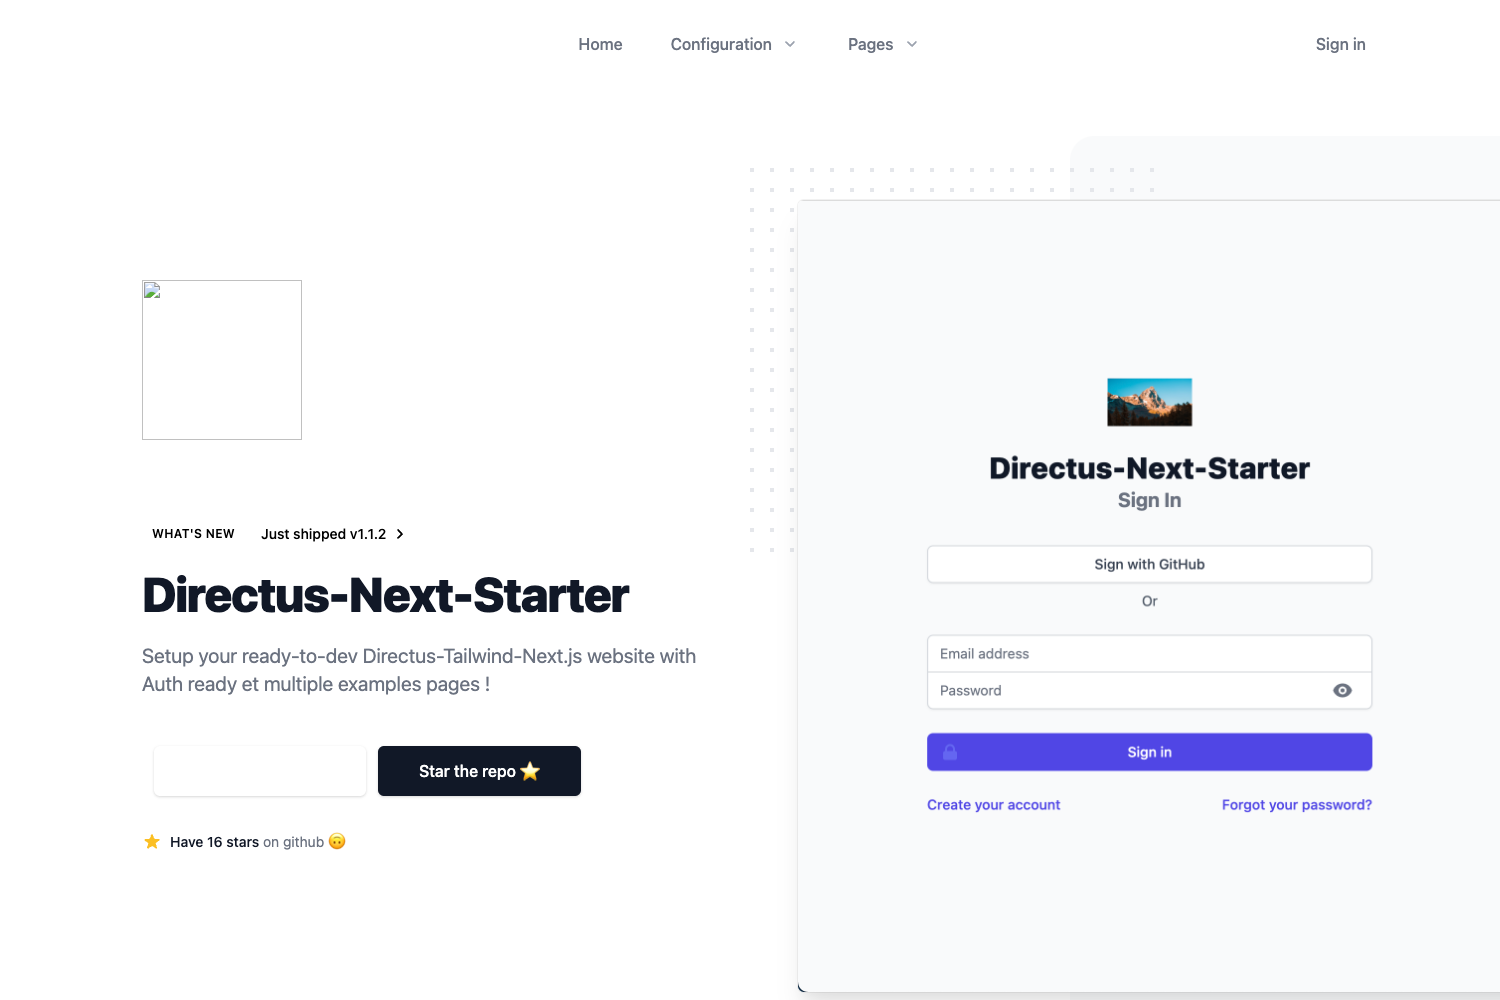 Home
Configuration
Pages
Sign in
WHAT'S NEW
Just shipped v1.1.2
Directus-Next-Starter
Setup your ready-to-dev Directus-Tailwind-Next.js website with
Auth ready et multiple examples pages !
Star the repo ⭐
Have 16 stars on github 🙃
Directus-Next-Starter
Sign In
Sign with GitHub
Or
Email address
Password
Sign in
Create your account
Forgot your password?